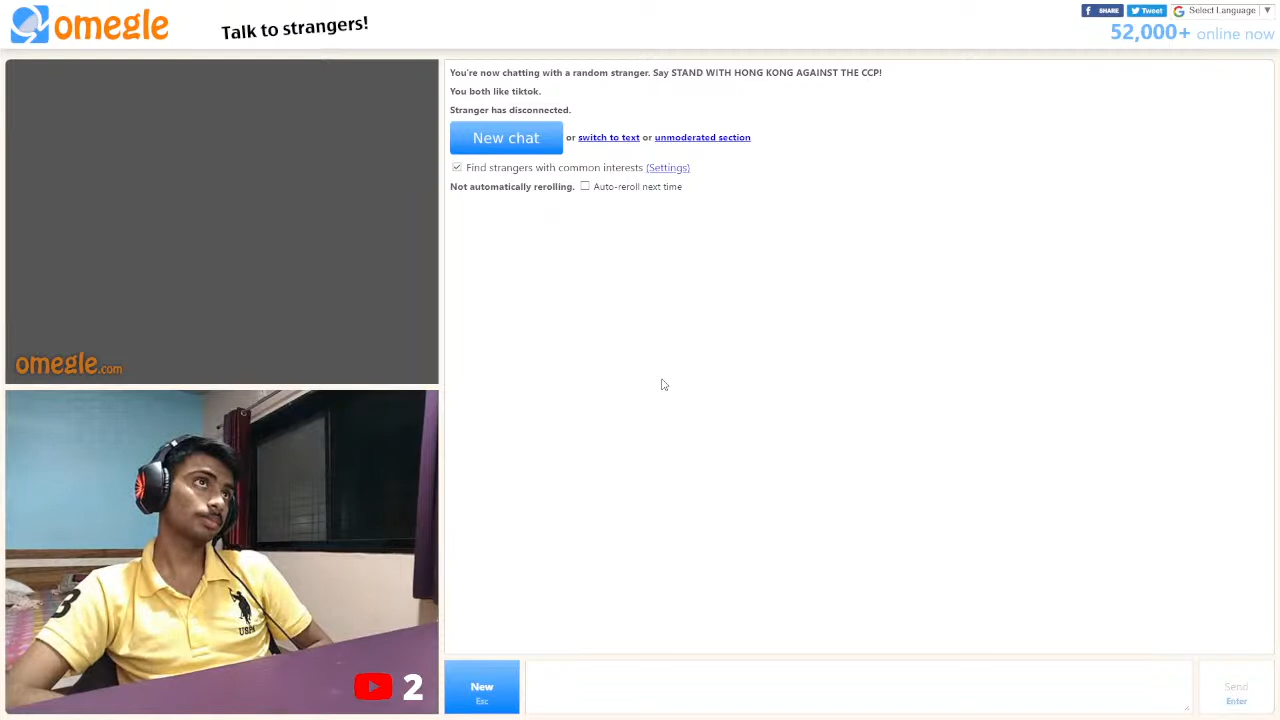 omegle
Talk to strangers!
SHARE
Tweet
Select Language ▼
52,000+ online now
You're now chatting with a random stranger. Say STAND WITH HONG KONG AGAINST THE CCP!
You both like tiktok.
Stranger has disconnected.
New chat or switch to text or unmoderated section
Find strangers with common interests (Settings)
Not automatically rerolling. Auto-reroll next time
omegle.com
3
USPA
2
New
Esc
Send
Enter